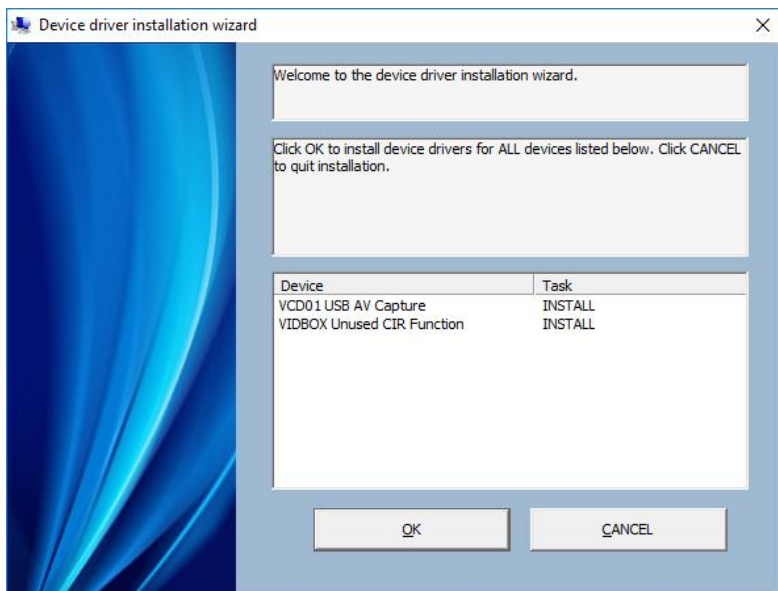 Device driver installation wizard
Welcome to the device driver installation wizard.
Click OK to install device drivers for ALL devices listed below. Click CANCEL
to quit installation.
Device Task
VCD01 USB AV Capture INSTALL
VIDBOX Unused CIR Function INSTALL
OK CANCEL